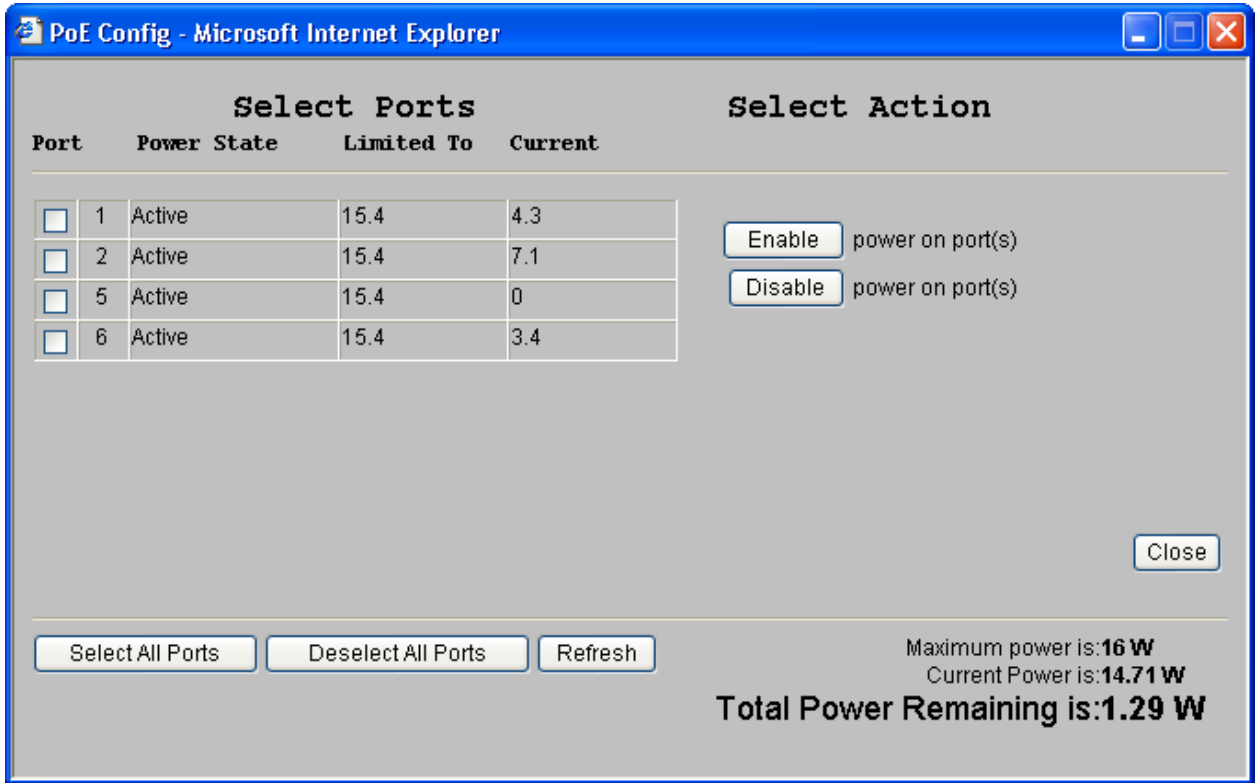 PoE Config - Microsoft Internet Explorer
Select Ports Select Action
Port Power State Limited To Current
1 Active 15.4 4.3
2 Active 15.4 7.1
5 Active 15.4 0
6 Active 15.4 3.4
Enable power on port(s)
Disable power on port(s)
Close
Select All Ports Deselect All Ports Refresh
Maximum power is:16 W
Current Power is:14.71 W
Total Power Remaining is:1.29 W